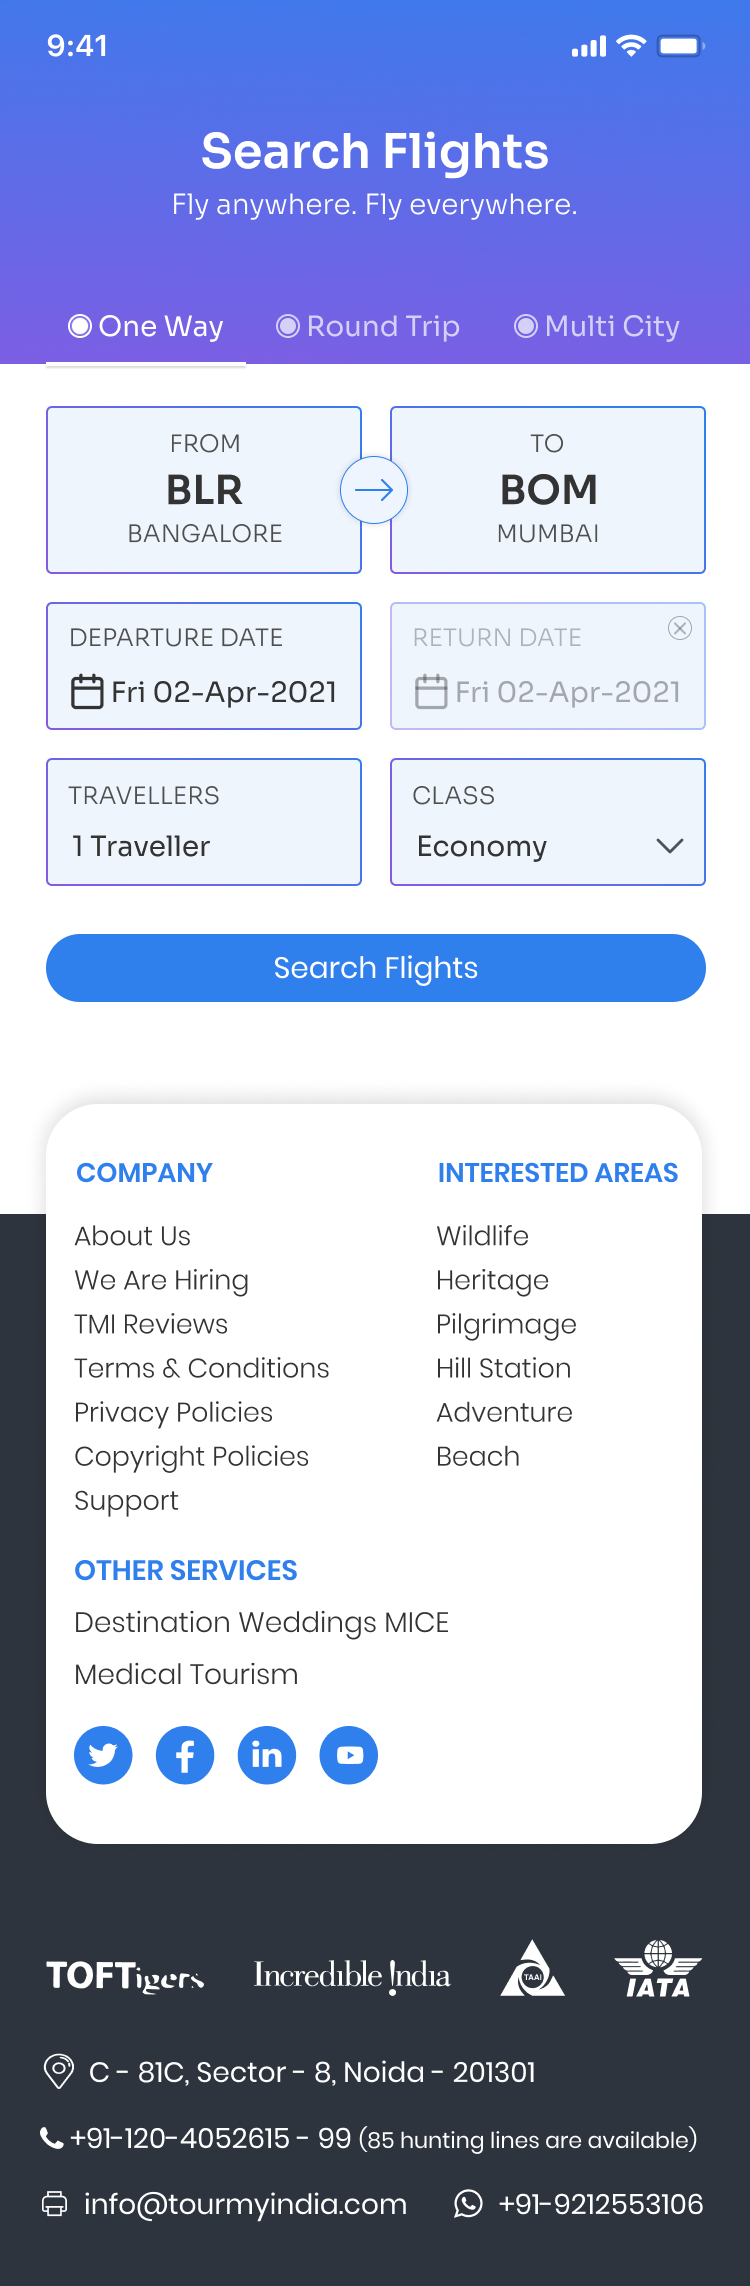 9:41
Search Flights
Fly anywhere. Fly everywhere.
One Way Round Trip Multi City
FROM
BLR
BANGALORE
TO
BOM
MUMBAI
DEPARTURE DATE
Fri 02-Apr-2021
RETURN DATE
Fri 02-Apr-2021
TRAVELLERS
1 Traveller
CLASS
Economy
Search Flights
COMPANY
About Us
We Are Hiring
TMI Reviews
Terms & Conditions
Privacy Policies
Copyright Policies
Support
INTERESTED AREAS
Wildlife
Heritage
Pilgrimage
Hill Station
Adventure
Beach
OTHER SERVICES
Destination Weddings MICE
Medical Tourism
in
TOFTigers
Incredible !ndia
TAAI
IATA
C - 81C, Sector - 8, Noida - 201301
+91-120-4052615 - 99 (85 hunting lines are available)
info@tourmyindia.com +91-9212553106